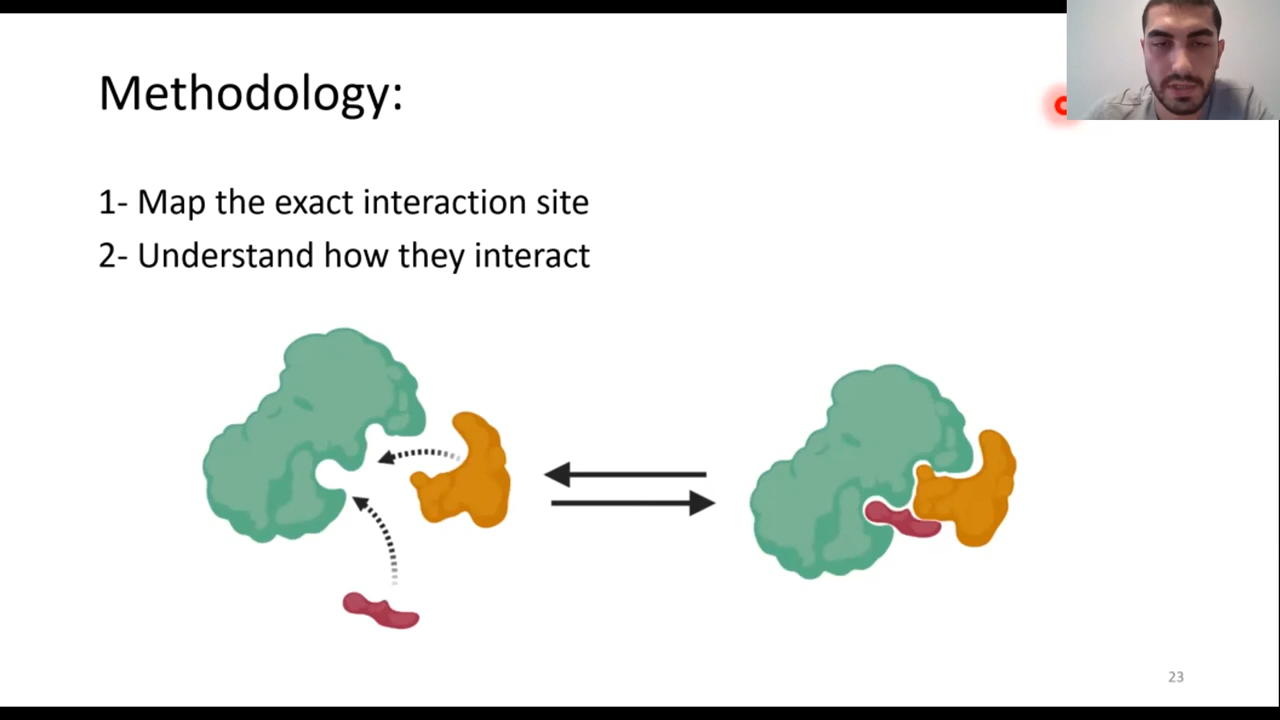 Methodology:
1- Map the exact interaction site
2- Understand how they interact
23